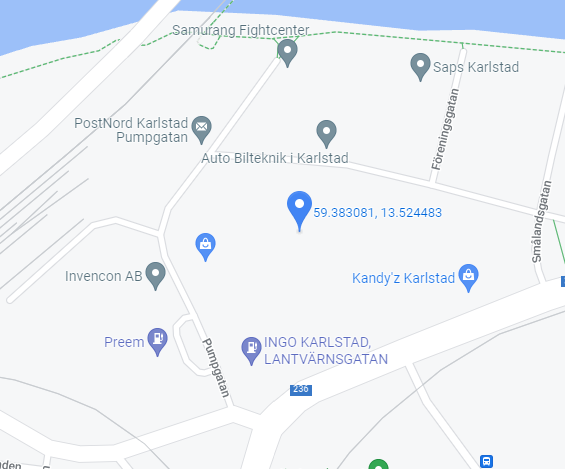 Samurang Fightcenter
Saps Karlstad
PostNord Karlstad
Pumpgatan
Föreningsgatan
Auto Bilteknik i Karlstad
59.383081, 13.524483
Smålandsgatan
Invencon AB
Kandy'z Karlstad
Preem
INGO KARLSTAD,
LANTVÄRNSGATAN
Pumpgatan
236